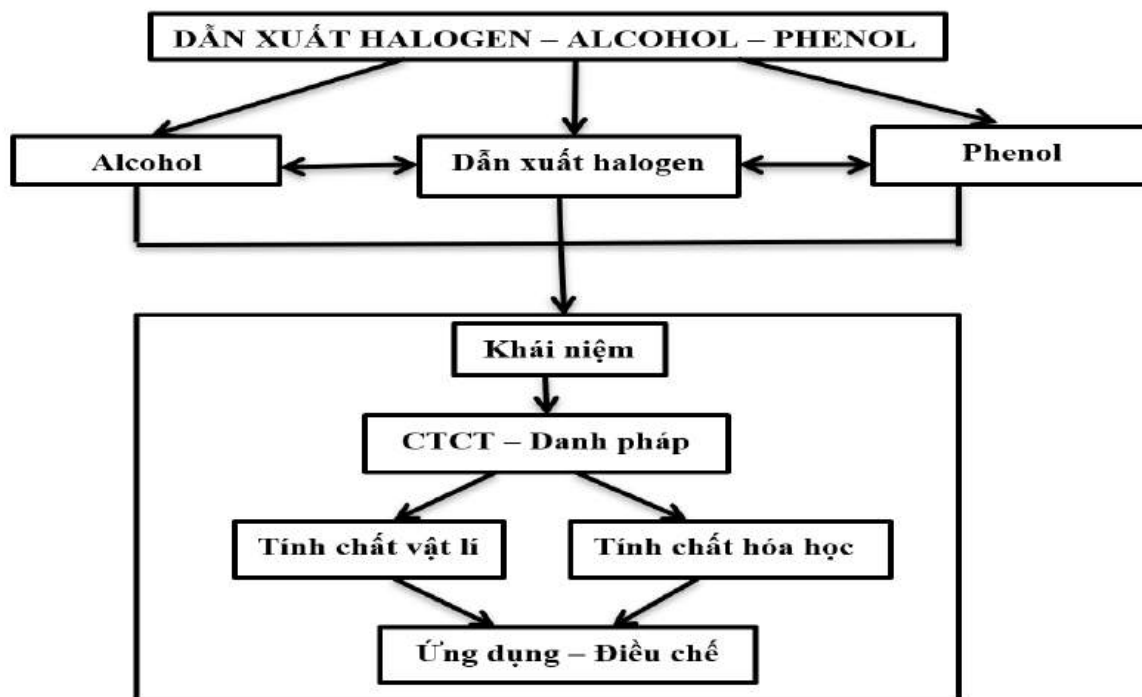 DẪN XUẤT HALOGEN – ALCOHOL – PHENOL
Alcohol
Dẫn xuất halogen
Phenol
Khái niệm
CTCT – Danh pháp
Tính chất vật lí
Tính chất hóa học
Ứng dụng – Điều chế